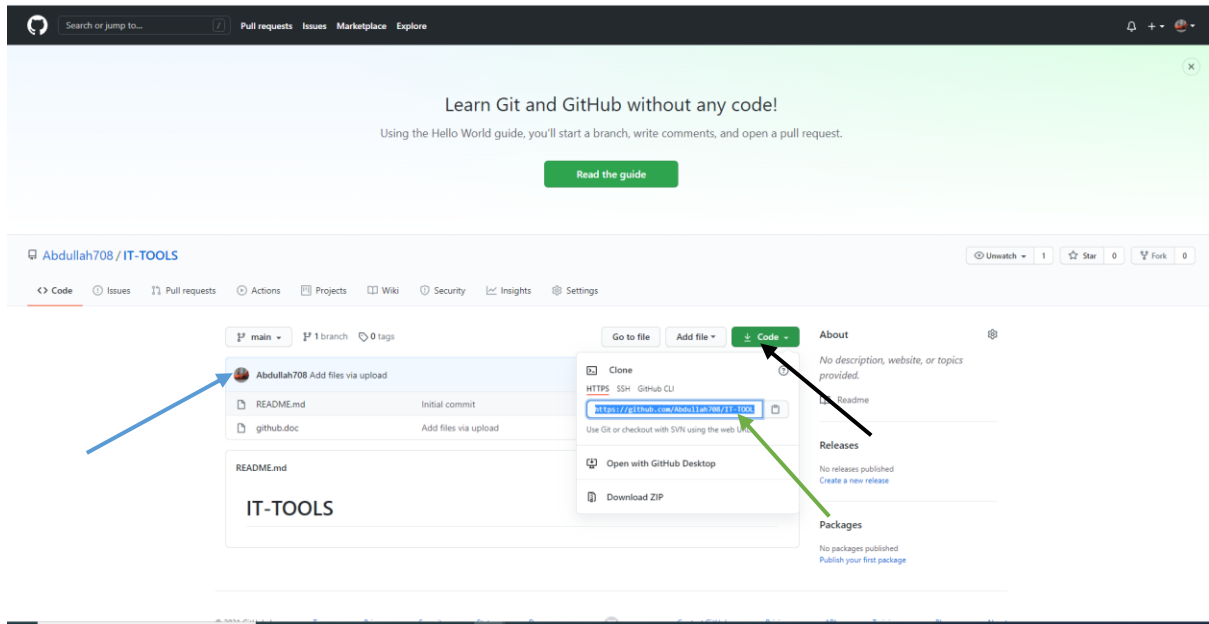 Search or jump to... / Pull requests Issues Marketplace Explore
Learn Git and GitHub without any code!
Using the Hello World guide, you'll start a branch, write comments, and open a pull request.
Read the guide
Abdullah708 / IT-TOOLS
Unwatch 1 Star 0 Fork 0
<> Code Issues Pull requests Actions Projects Wiki Security Insights Settings
main 1 branch 0 tags Go to file Add file Code
About
No description, website, or topics
provided.
Readme
Releases
No releases published
Create a new release
Packages
No packages published
Publish your first package
Abdullah708 Add files via upload
README.md Initial commit
github.doc Add files via upload
Clone
HTTPS SSH GitHub CLI
https://github.com/Abdullah708/IT-TOOL
Use Git or checkout with SVN using the web
Open with GitHub Desktop
Download ZIP
README.md
IT-TOOLS